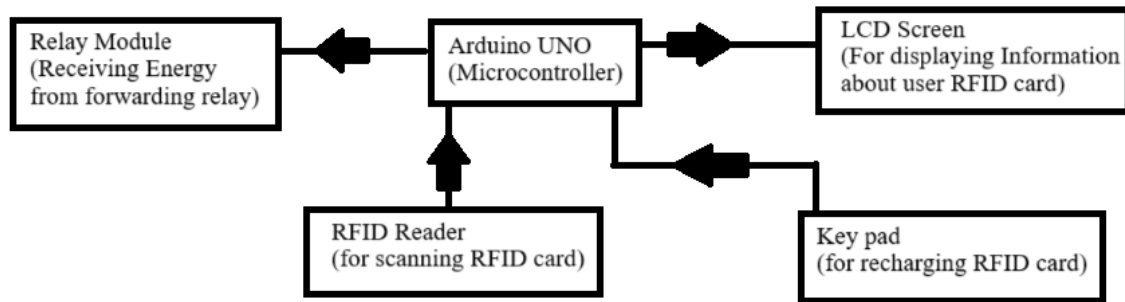 Relay Module
(Receiving Energy
from forwarding relay)
Arduino UNO
(Microcontroller)
LCD Screen
(For displaying Information
about user RFID card)
RFID Reader
(for scanning RFID card)
Key pad
(for recharging RFID card)